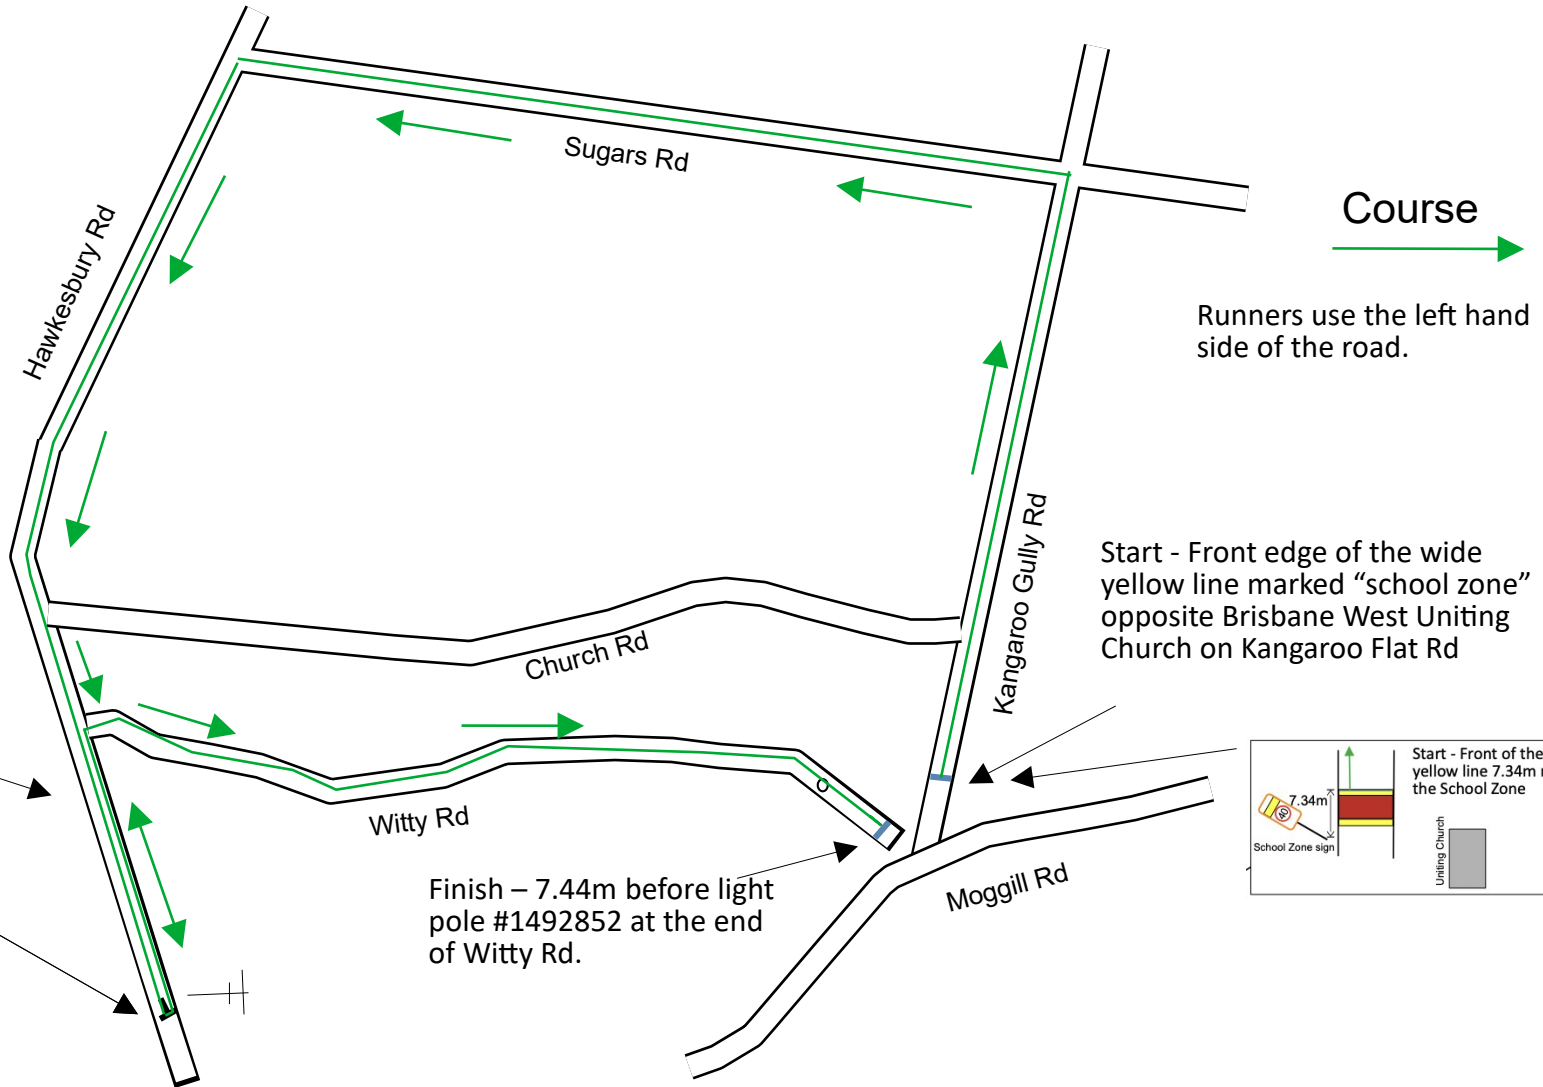 Sugars Rd
Hawkesbury Rd
Course
Runners use the left hand
side of the road.
Kangaroo Gully Rd
Start - Front edge of the wide
yellow line marked “school zone”
opposite Brisbane West Uniting
Church on Kangaroo Flat Rd
Church Rd
Start - Front of the
yellow line 7.34m
the School Zone
7.34m
40
School Zone sign
Uniting Church
Witty Rd
Finish – 7.44m before light
pole #1492852 at the end
of Witty Rd.
Moggill Rd